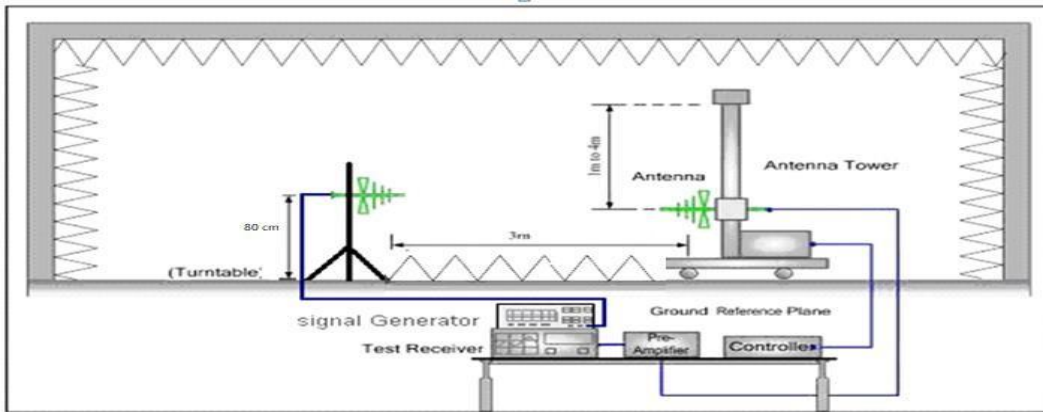 1m to 4m
Antenna
Antenna Tower
80 cm
3m
(Turntable)
Ground Reference Plane
signal Generator
Test Receiver
Pre-
Amplifier
Controller